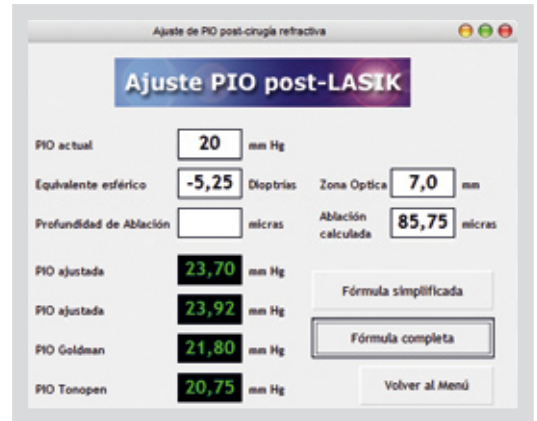 Ajuste de PIO post-cirugía refractiva
Ajuste PIO post-LASIK
PIO actual 20 mm Hg
Equivalente esférico -5,25 Dioptrías Zona Optica 7,0 mm
Profundidad de Ablación micras Ablación calculada 85,75 micras
PIO ajustada 23,70 mm Hg
Fórmula simplificada
PIO ajustada 23,92 mm Hg
Fórmula completa
PIO Goldman 21,80 mm Hg
PIO Tonopen 20,75 mm Hg Volver al Menú